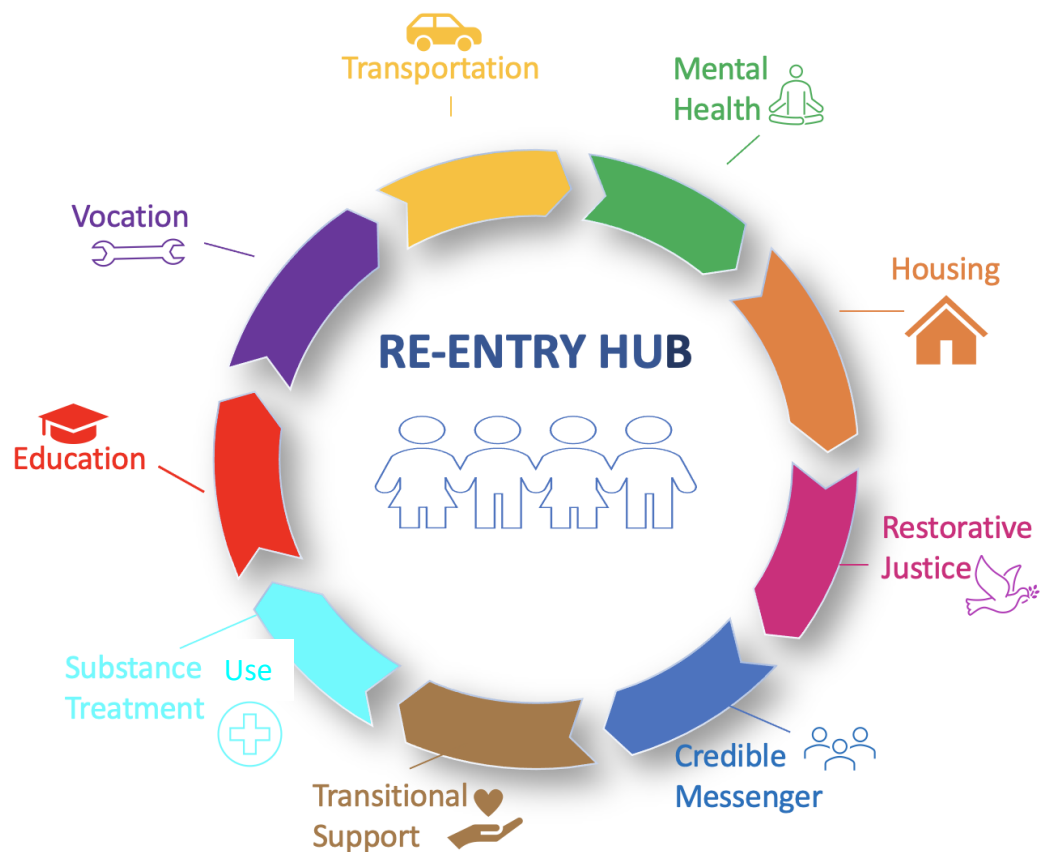 Transportation
Mental
Health
Vocation
Housing
RE-ENTRY HUB
Education
Restorative
Justice
Substance Use
Treatment
Credible
Messenger
Transitional
Support